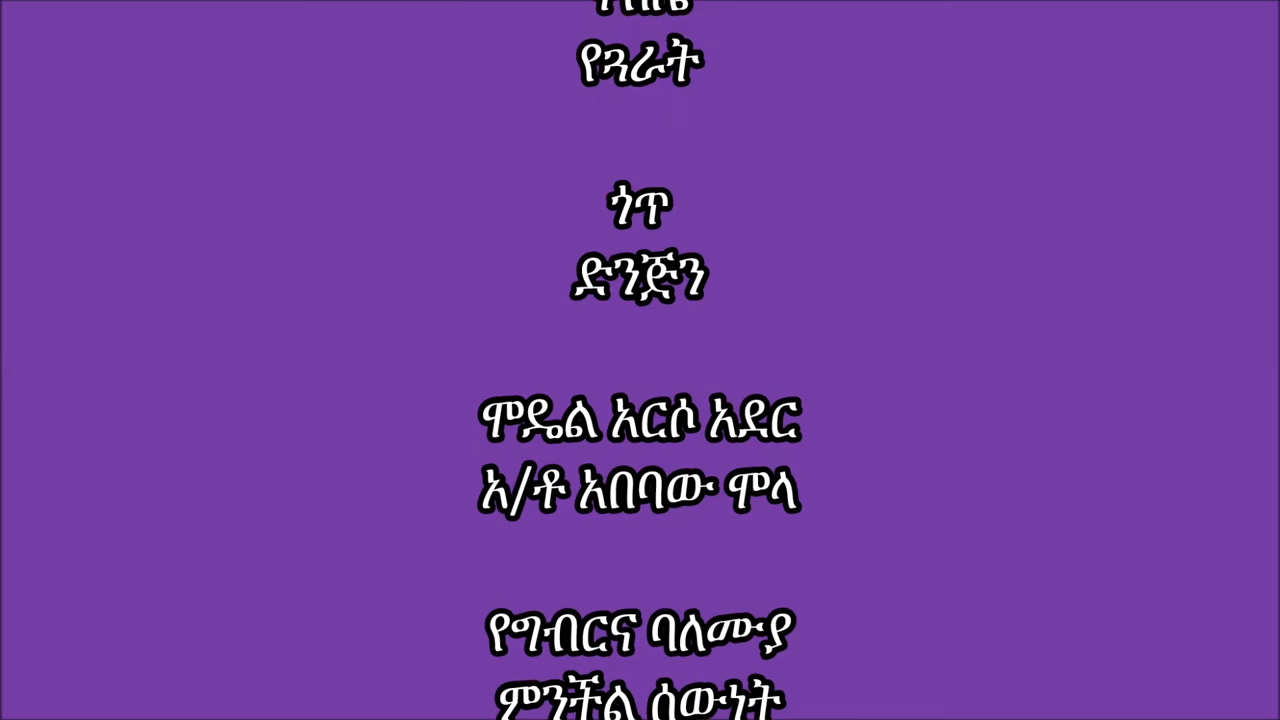 የጓራት
ጎጥ
ድንጅን
ሞዴል አርሶ አደር
አ/ቶ አበባው ሞላ
የግብርና ባለሙያ
ምንችል ሰውነት